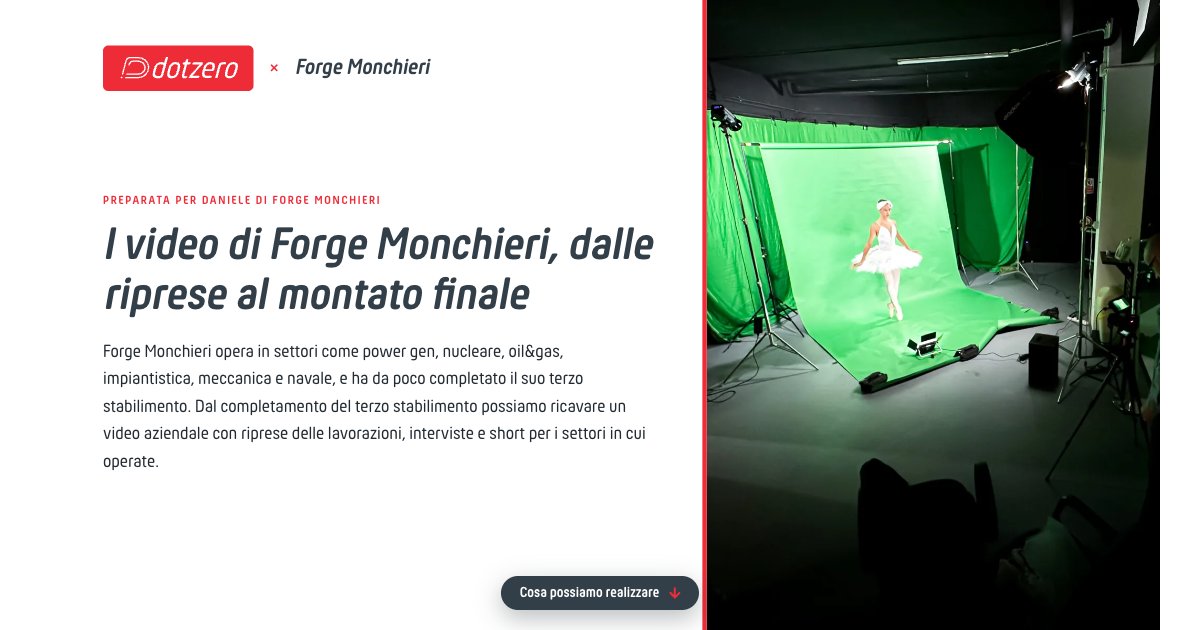 dotzero × Forge Monchieri
PREPARATA PER DANIELE DI FORGE MONCHIERI
I video di Forge Monchieri, dalle
riprese al montato finale
Forge Monchieri opera in settori come power gen, nucleare, oil&gas,
impiantistica, meccanica e navale, e ha da poco completato il suo terzo
stabilimento. Dal completamento del terzo stabilimento possiamo ricavare un
video aziendale con riprese delle lavorazioni, interviste e short per i settori in cui
operate.
Cosa possiamo realizzare ↓